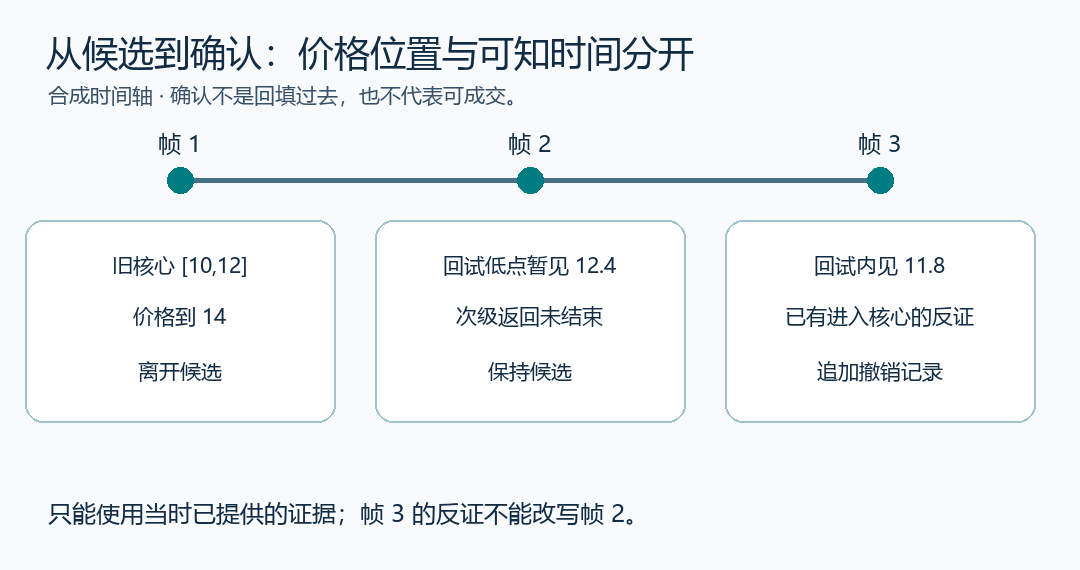 从候选到确认：价格位置与可知时间分开
合成时间轴 · 确认不是回填过去，也不代表可成交。
帧 1
帧 2
帧 3
旧核心 [10,12]
价格到 14
离开候选
回试低点暂见 12.4
次级返回未结束
保持候选
回试内见 11.8
已有进入核心的反证
追加撤销记录
只能使用当时已提供的证据；帧 3 的反证不能改写帧 2。